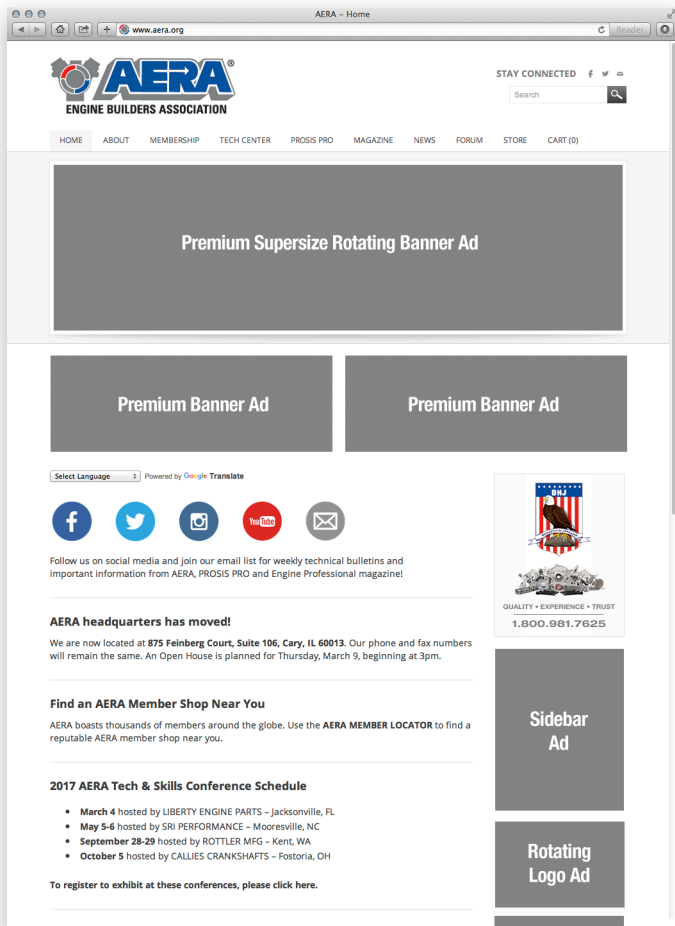 AERA – Home
www.aera.org
Reader
AERA®
ENGINE BUILDERS ASSOCIATION
STAY CONNECTED
Search
HOME ABOUT MEMBERSHIP TECH CENTER PROSIS PRO MAGAZINE NEWS FORUM STORE CART (0)
Premium Supersize Rotating Banner Ad
Premium Banner Ad
Premium Banner Ad
Select Language
Powered by Google Translate
You Tube
Follow us on social media and join our email list for weekly technical bulletins and
important information from AERA, PROSIS PRO and Engine Professional magazine!
AERA headquarters has moved!
We are now located at 875 Feinberg Court, Suite 106, Cary, IL 60013. Our phone and fax numbers
will remain the same. An Open House is planned for Thursday, March 9, beginning at 3pm.
Find an AERA Member Shop Near You
AERA boasts thousands of members around the globe. Use the AERA MEMBER LOCATOR to find a
reputable AERA member shop near you.
2017 AERA Tech & Skills Conference Schedule
• March 4 hosted by LIBERTY ENGINE PARTS – Jacksonville, FL
• May 5-6 hosted by SRI PERFORMANCE – Mooresville, NC
• September 28-29 hosted by ROTTLER MFG – Kent, WA
• October 5 hosted by CALLIES CRANKSHAFTS – Fostoria, OH
To register to exhibit at these conferences, please click here.
DNJ
QUALITY • EXPERIENCE • TRUST
1.800.981.7625
Sidebar
Ad
Rotating
Logo Ad